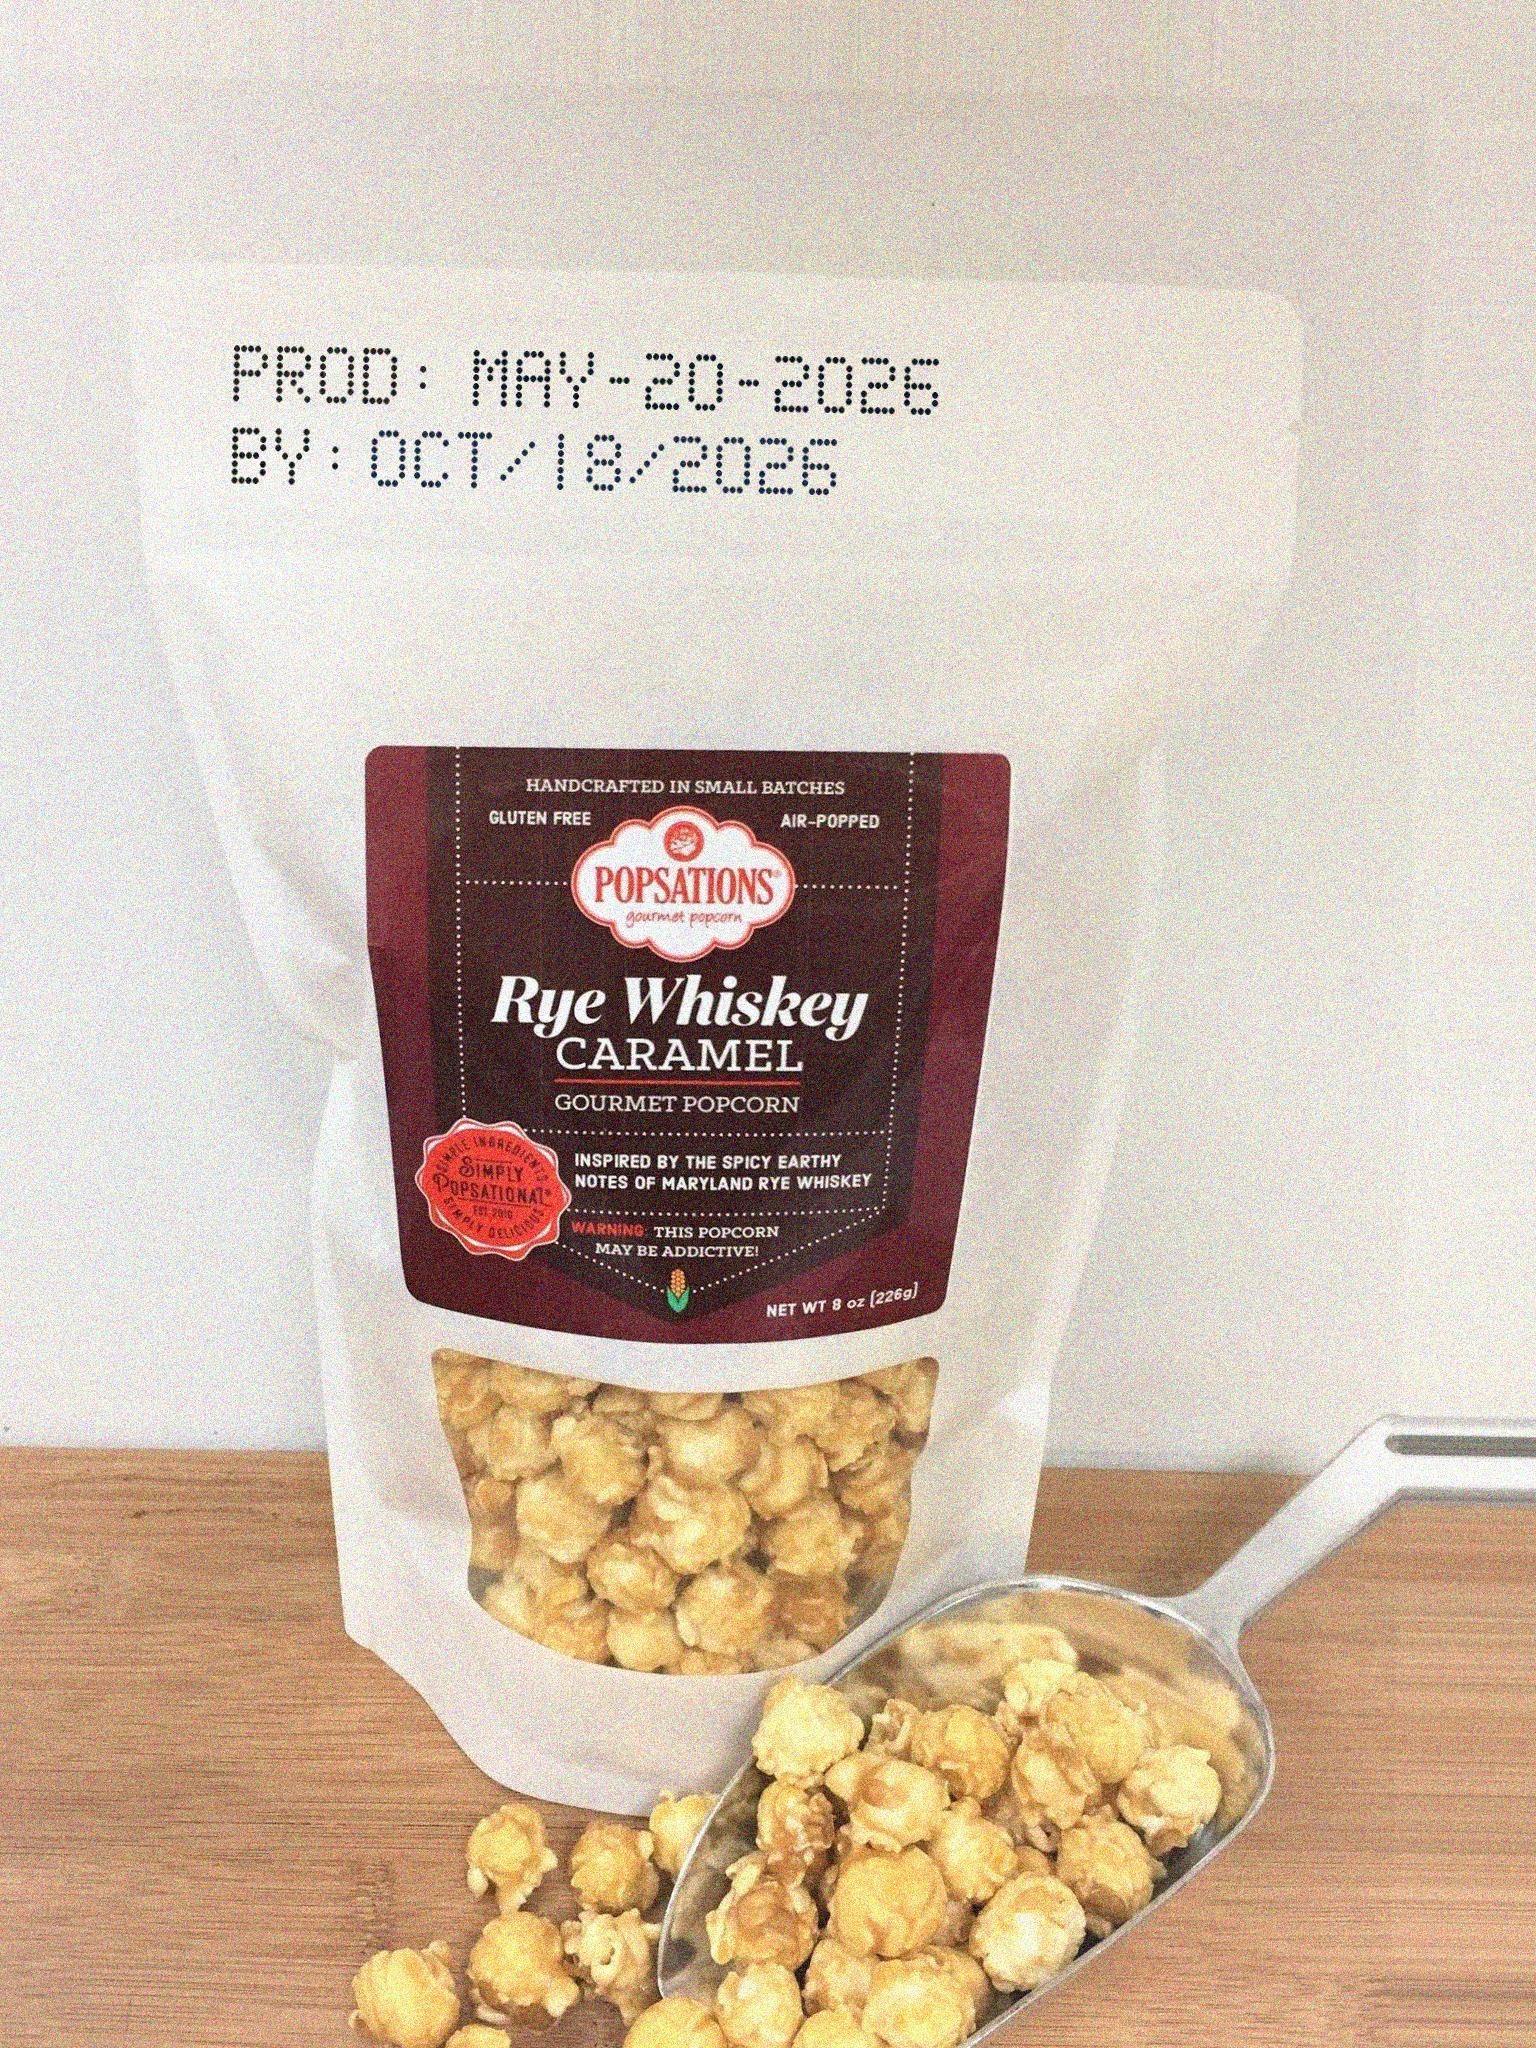 PROD: MAY-20-2026
BY: OCT/18/2026
HANDCRAFTED IN SMALL BATCHES
GLUTEN FREE AIR-POPPED
POPSATIONS®
gourmet popcorn
Rye Whiskey
CARAMEL
GOURMET POPCORN
SIMPLE INGREDIENTS
SIMPLY
POPSATIONAL®
EST. 2016
SIMPLY DELICIOUS
INSPIRED BY THE SPICY EARTHY
NOTES OF MARYLAND RYE WHISKEY
WARNING: THIS POPCORN
MAY BE ADDICTIVE!
NET WT 8 oz (226g)